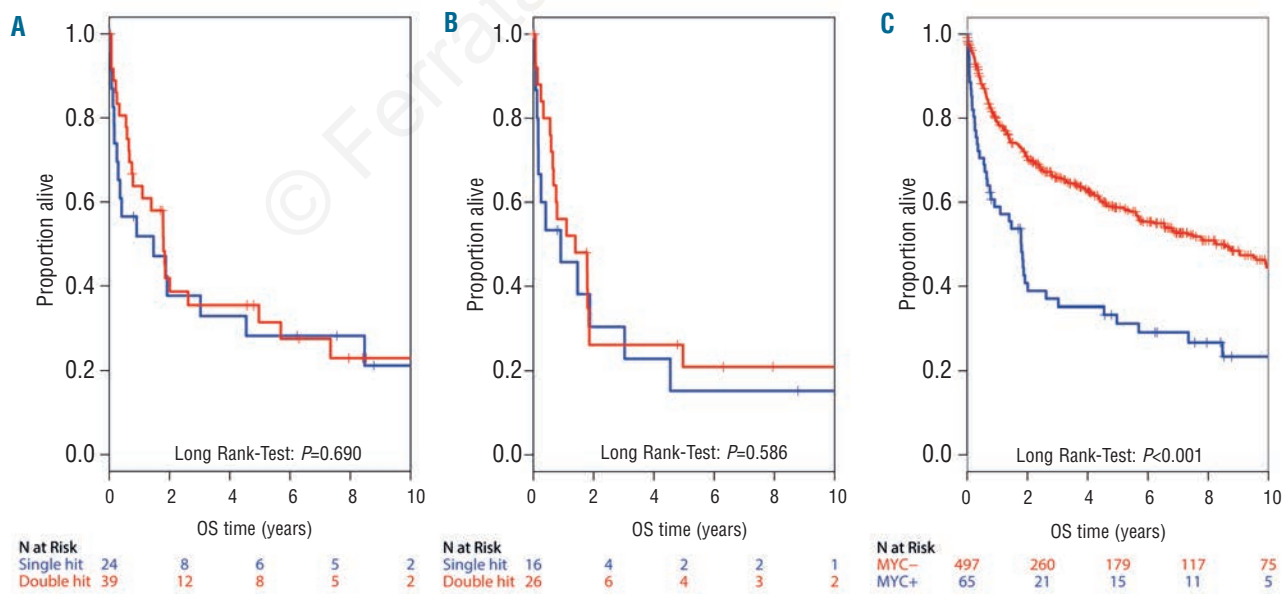 A
B
C
© Ferrata
1.0
0.8
0.6
0.4
0.2
0.0
Proportion alive
Long Rank-Test: P=0.690
0 2 4 6 8 10
OS time (years)
N at Risk
Single hit 24 8 6 5 2
Double hit 39 12 8 5 2
1.0
0.8
0.6
0.4
0.2
0.0
Proportion alive
Long Rank-Test: P=0.586
0 2 4 6 8 10
OS time (years)
N at Risk
Single hit 16 4 2 2 1
Double hit 26 6 4 3 2
1.0
0.8
0.6
0.4
0.2
0.0
Proportion alive
Long Rank-Test: P<0.001
0 2 4 6 8 10
OS time (years)
N at Risk
MYC− 497 260 179 117 75
MYC+ 65 21 15 11 5